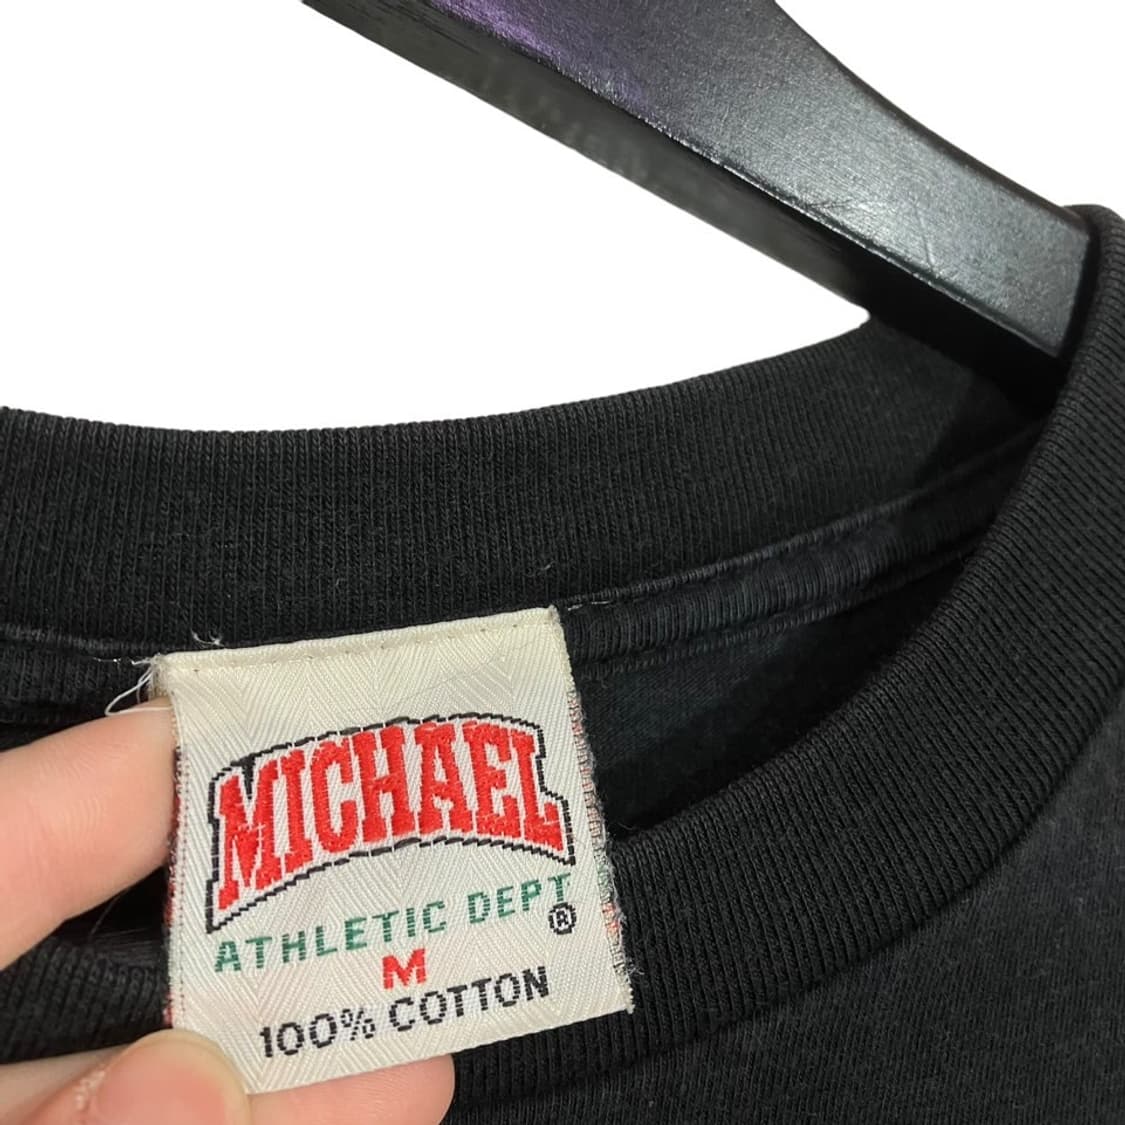 MICHAEL
ATHLETIC DEPT
®
M
100% COTTON